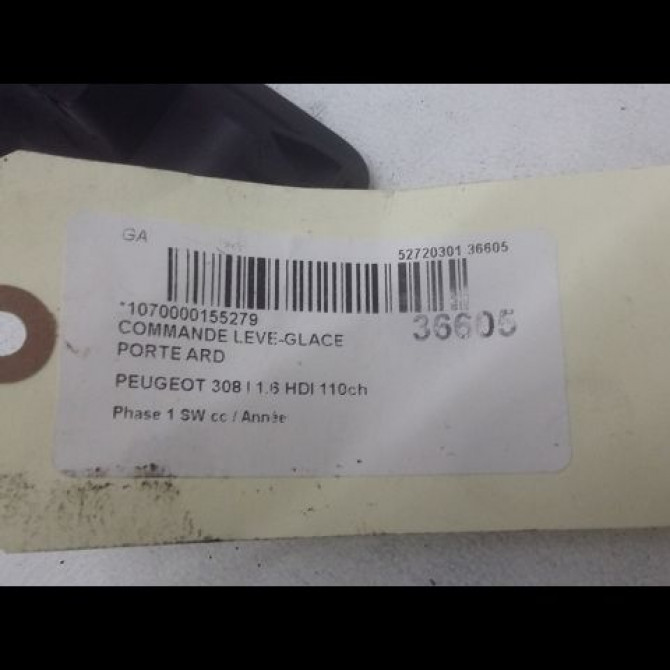 GA
52720301 36605
*1070000155279
36605
COMMANDE LEVE-GLACE
PORTE ARD
PEUGEOT 308 I 1.6 HDI 110ch
Phase 1 SW cc / Année